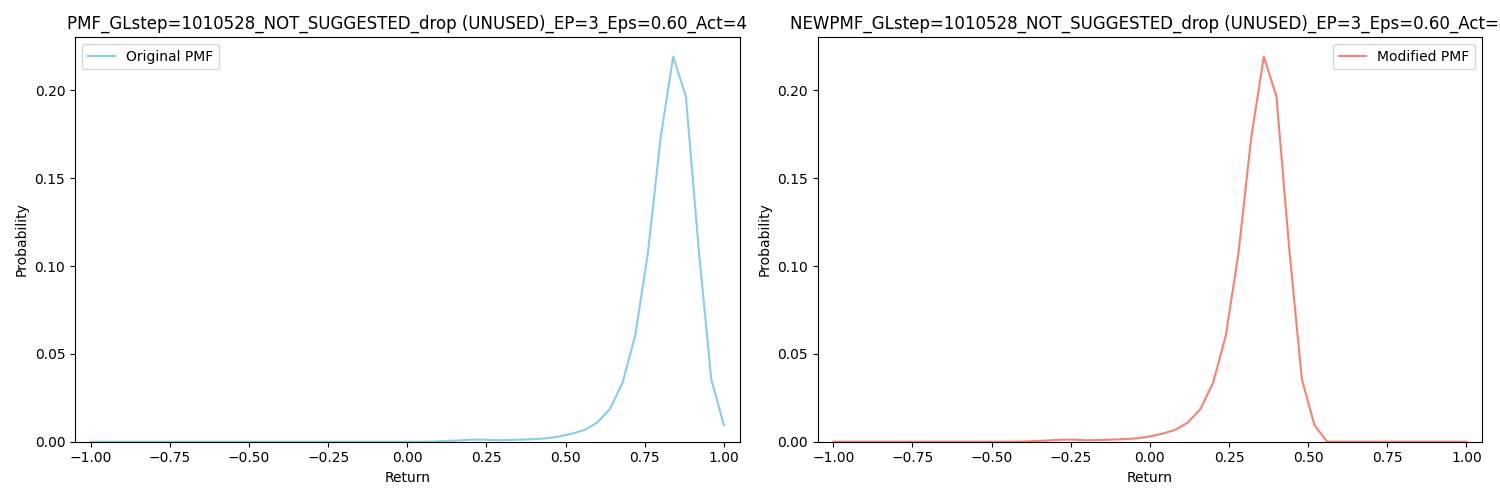 PMF_GLstep=1010528_NOT_SUGGESTED_drop (UNUSED)_EP=3_Eps=0.60_Act=4
Original PMF
0.20
0.15
0.10
0.05
0.00
Probability
−1.00 −0.75 −0.50 −0.25 0.00 0.25 0.50 0.75 1.00
Return
NEWPMF_GLstep=1010528_NOT_SUGGESTED_drop (UNUSED)_EP=3_Eps=0.60_Act=
Modified PMF
0.20
0.15
0.10
0.05
0.00
Probability
−1.00 −0.75 −0.50 −0.25 0.00 0.25 0.50 0.75 1.00
Return